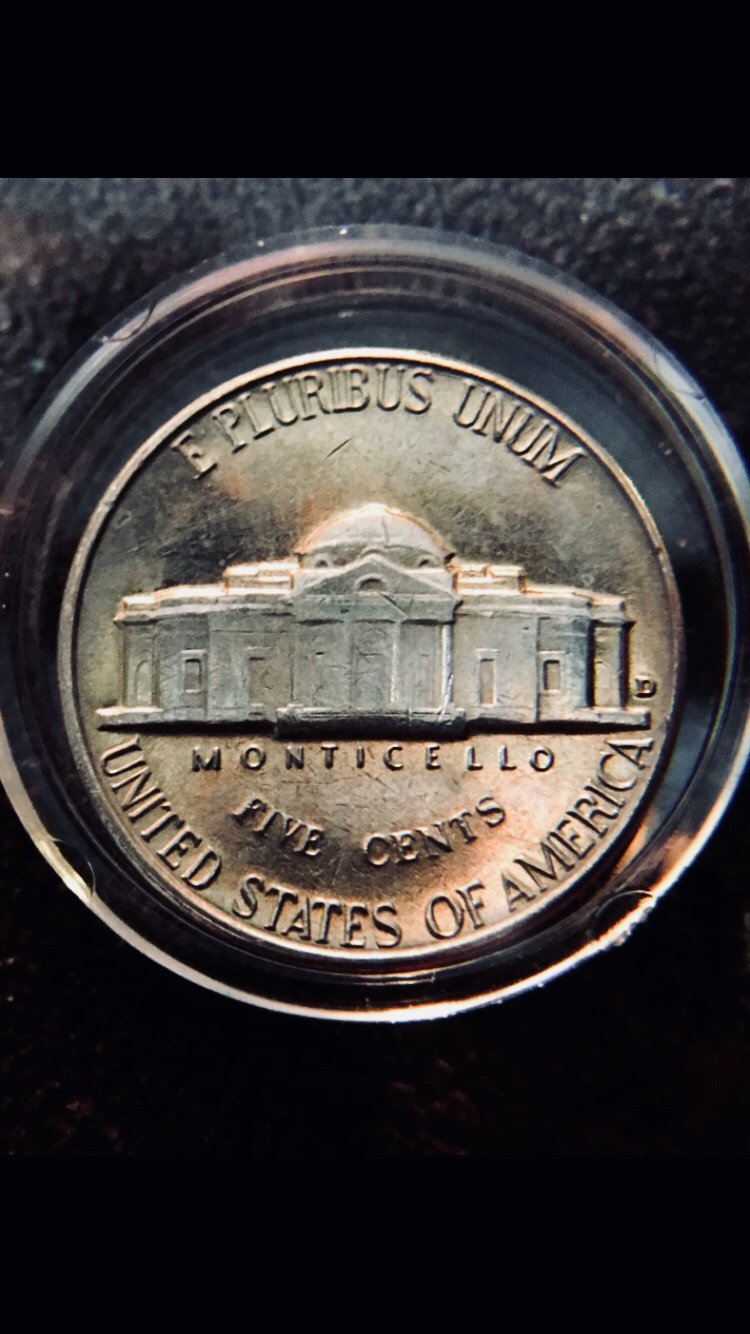 E PLURIBUS UNUM
D
MONTICELLO
FIVE CENTS
UNITED STATES OF AMERICA